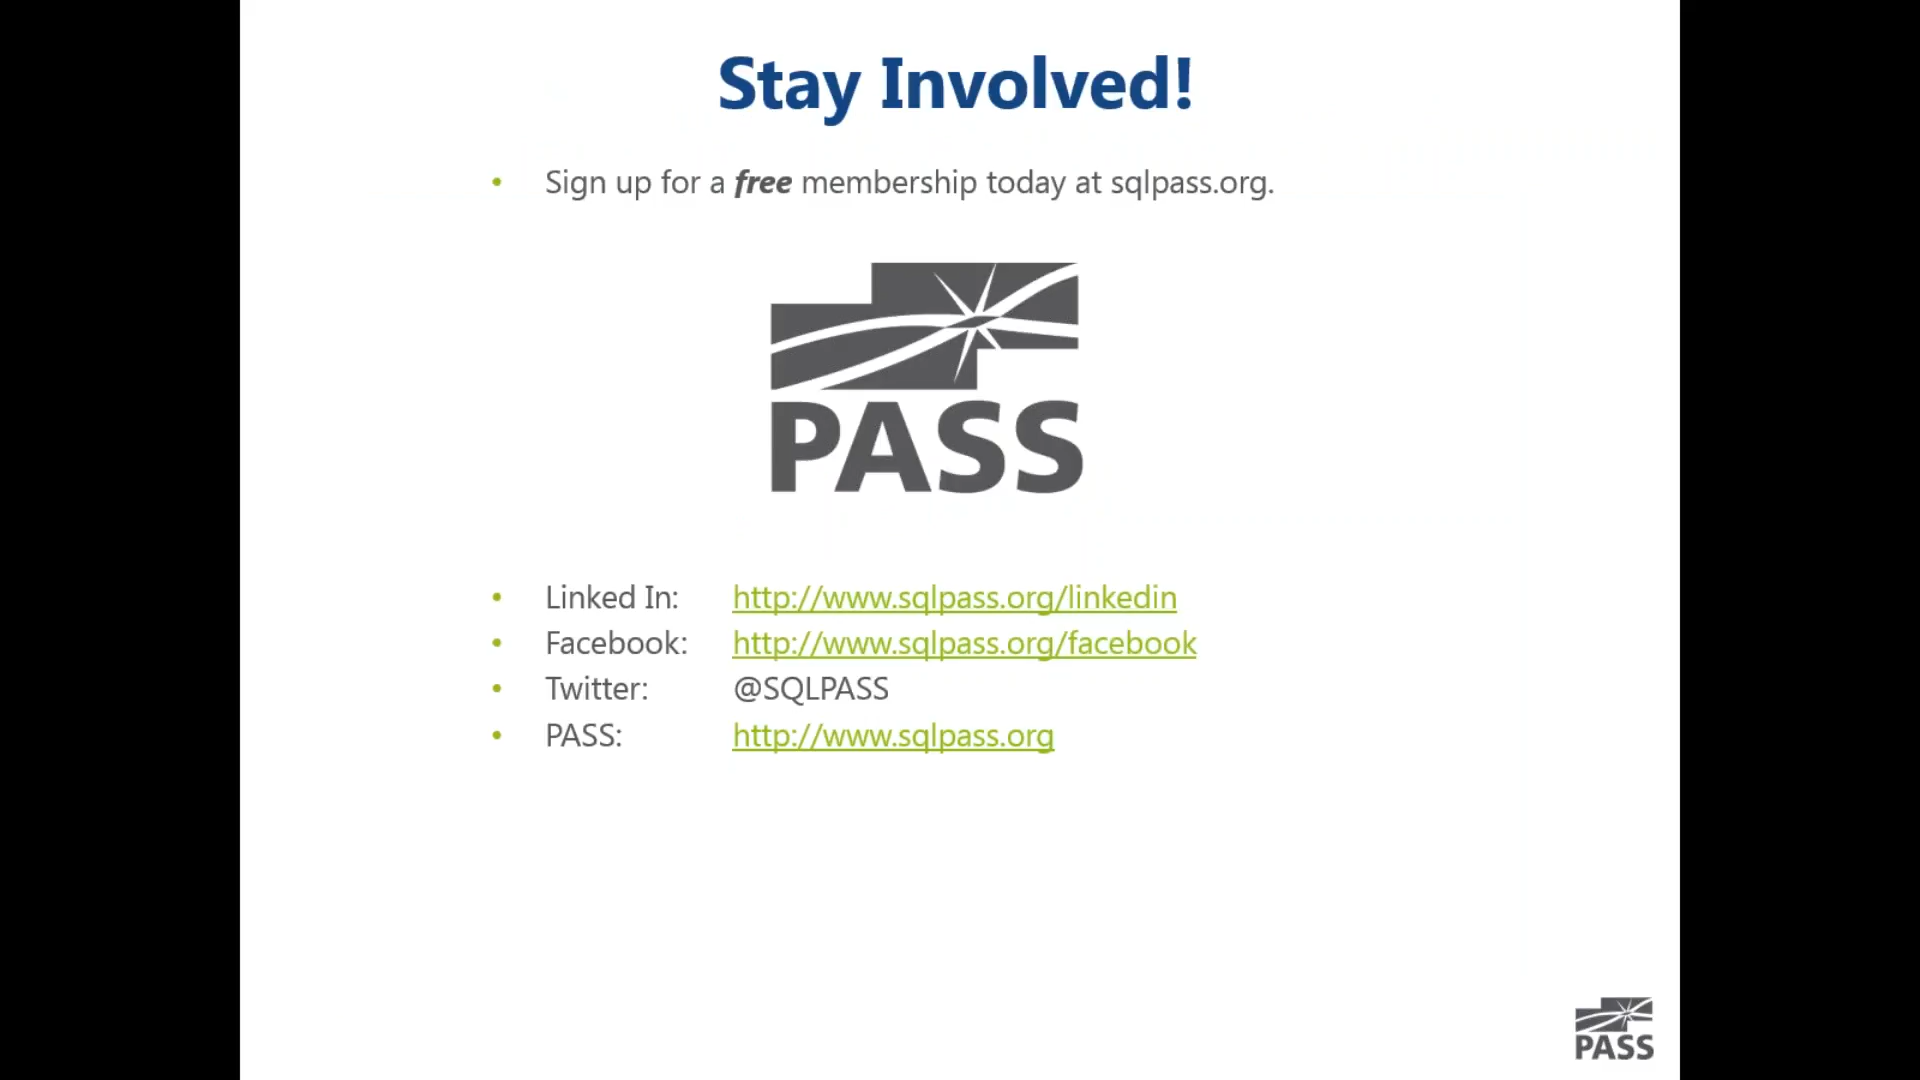 Stay Involved!
• Sign up for a free membership today at sqlpass.org.
PASS
• Linked In: http://www.sqlpass.org/linkedin
• Facebook: http://www.sqlpass.org/facebook
• Twitter: @SQLPASS
• PASS: http://www.sqlpass.org
PASS